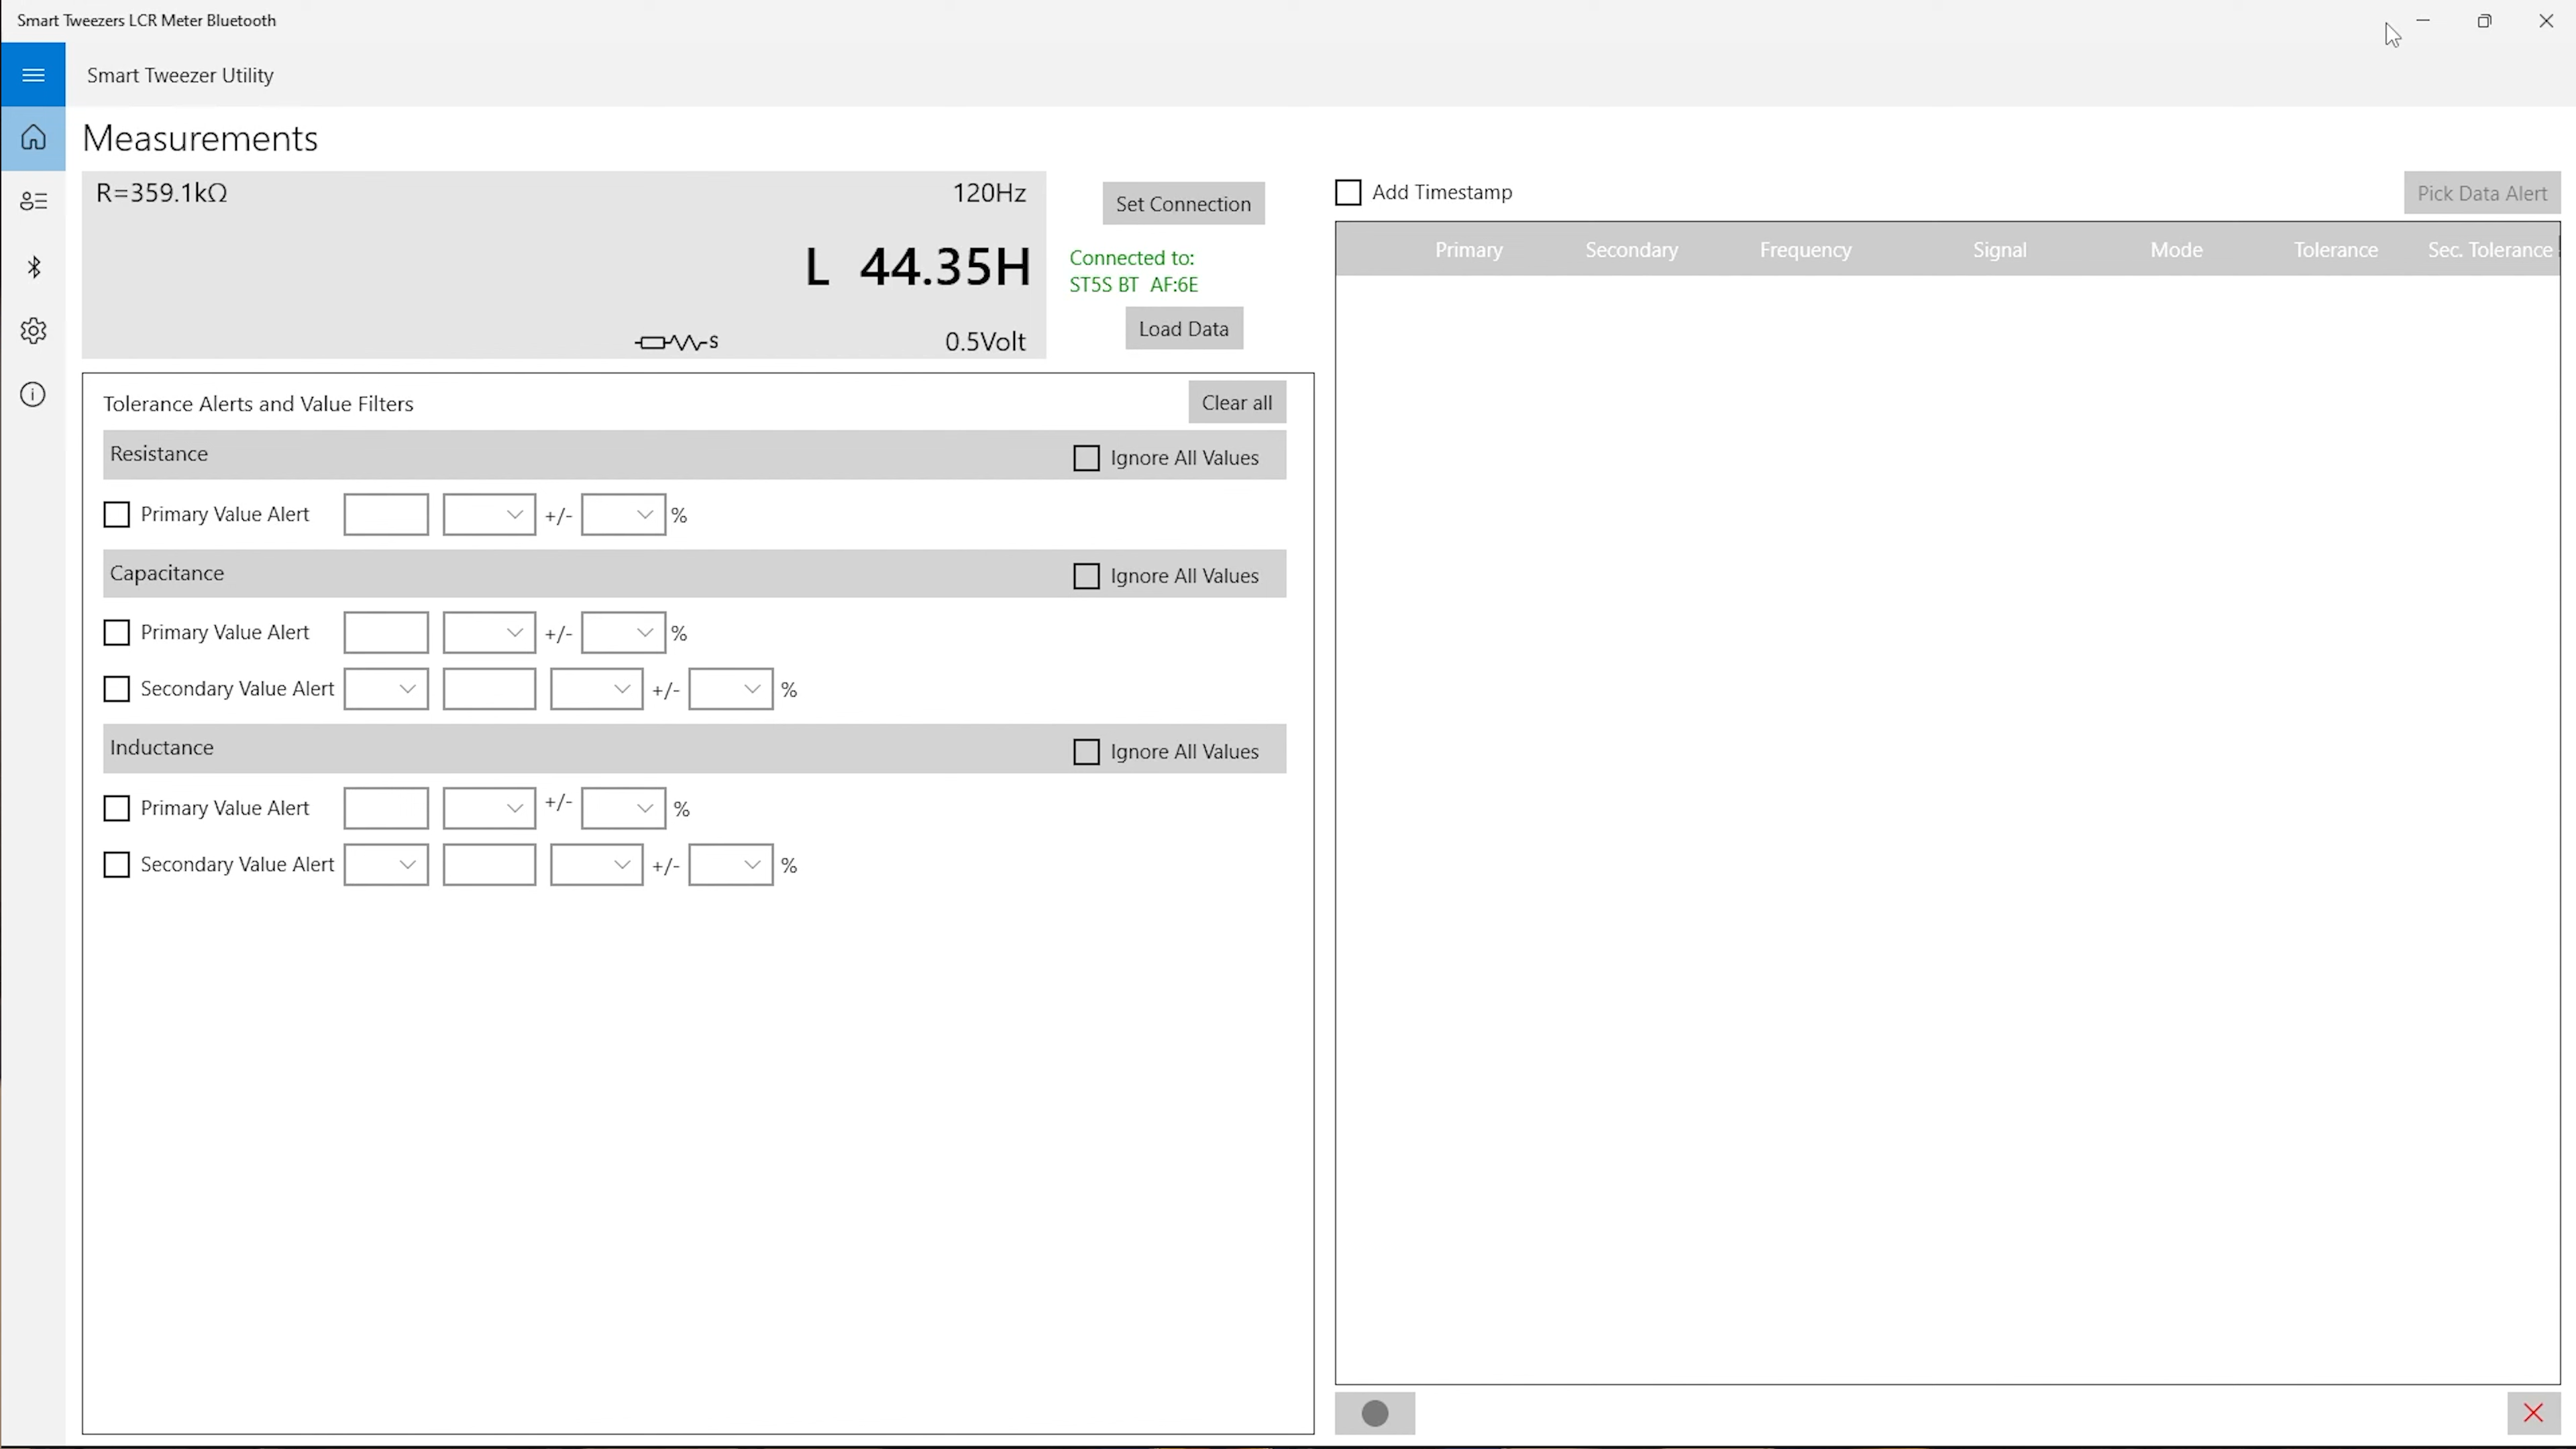 Smart Tweezers LCR Meter Bluetooth
Smart Tweezer Utility
Measurements
R=359.1kΩ 120Hz
L 44.35H
S 0.5Volt
Set Connection
Connected to:
ST5S BT AF:6E
Load Data
Add Timestamp
Pick Data Alert
Primary Secondary Frequency Signal Mode Tolerance Sec. Tolerance
Tolerance Alerts and Value Filters
Clear all
Resistance Ignore All Values
Primary Value Alert +/- %
Capacitance Ignore All Values
Primary Value Alert +/- %
Secondary Value Alert +/- %
Inductance Ignore All Values
Primary Value Alert +/- %
Secondary Value Alert +/- %